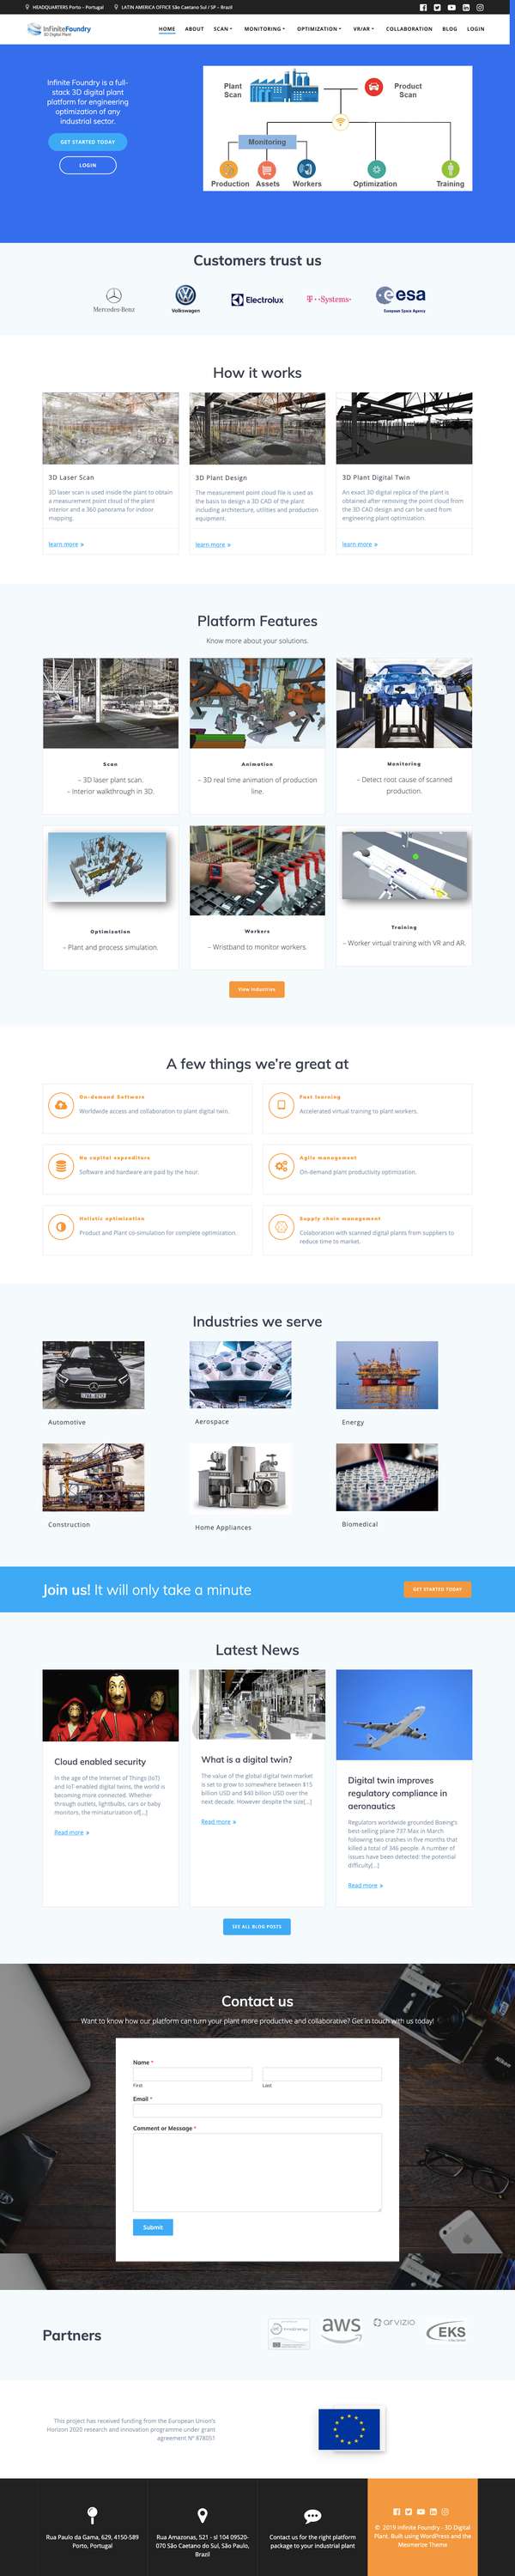 HEADQUARTERS Porto - Portugal
LATIN AMERICA OFFICE São Caetano Sul / SP - Brazil
InfiniteFoundry
3D Digital Plant
HOME
ABOUT
SCAN
MONITORING
OPTIMIZATION
VR/AR
COLLABORATION
BLOG
LOGIN
Infinite Foundry is a full-
stack 3D digital plant
platform for engineering
optimization of any
industrial sector.
GET STARTED TODAY
LOGIN
Plant
Scan
Product
Scan
Monitoring
Production
Assets
Workers
Optimization
Training
Customers trust us
Mercedes-Benz
Volkswagen
Electrolux
T··Systems·
esa
European Space Agency
How it works
3D Laser Scan
3D laser scan is used inside the plant to obtain
a measurement point cloud of the plant
interior and a 360 panorama for indoor
mapping.
learn more »
3D Plant Design
The measurement point cloud file is used as
the basis to design a 3D CAD of the plant
including architecture, utilities and production
equipment.
learn more »
3D Plant Digital Twin
An exact 3D digital replica of the plant is
obtained after removing the point cloud from
the 3D CAD design and can be used from
engineering plant optimization.
learn more »
Platform Features
Know more about your solutions.
Scan
– 3D laser plant scan.
– Interior walkthrough in 3D.
Animation
– 3D real time animation of production
line.
Monitoring
– Detect root cause of scanned
production.
Optimization
– Plant and process simulation.
Workers
– Wristband to monitor workers.
Training
– Worker virtual training with VR and AR.
View Industries
A few things we're great at
On-demand Software
Worldwide access and collaboration to plant digital twin.
Fast learning
Accelerated virtual training to plant workers.
No capital expenditure
Software and hardware are paid by the hour.
Agile management
On-demand plant productivity optimization.
Holistic optimization
Product and Plant co-simulation for complete optimization.
Supply chain management
Colaboration with scanned digital plants from suppliers to
reduce time to market.
Industries we serve
Automotive
Aerospace
Energy
Construction
Home Appliances
Biomedical
Join us! It will only take a minute
GET STARTED TODAY
Latest News
Cloud enabled security
In the age of the Internet of Things (IoT)
and IoT-enabled digital twins, the world is
becoming more connected. Whether
through outlets, lightbulbs, cars or baby
monitors, the miniaturisation of[...]
Read more »
What is a digital twin?
The value of the global digital twin market
is set to grow to somewhere between $15
billion USD and $40 billion USD over the
next decade. However despite the size[...]
Read more »
Digital twin improves
regulatory compliance in
aeronautics
Regulators worldwide grounded Boeing's
best-selling plane 737 Max in March
following two crashes in five months that
killed a total of 346 people. A number of
issues have been detected: the potential
difficulty[...]
Read more »
SEE ALL BLOG POSTS
Contact us
Want to know how our platform can turn your plant more productive and collaborative? Get in touch with us today!
Nikon
Name *
First
Last
Email *
Comment or Message *
Submit
Partners
aws
arvizio
EKS
This project has received funding from the European Union's
Horizon 2020 research and innovation programme under grant
agreement Nº 878051
Rua Paulo da Gama, 629, 4150-589
Porto, Portugal
Rua Amazonas, 521 - sl 104 09520-
070 São Caetano do Sul, São Paulo,
Brazil
Contact us for the right platform
package to your industrial plant
© 2019 Infinite Foundry - 3D Digital
Plant. Built using WordPress and the
Mesmerize Theme